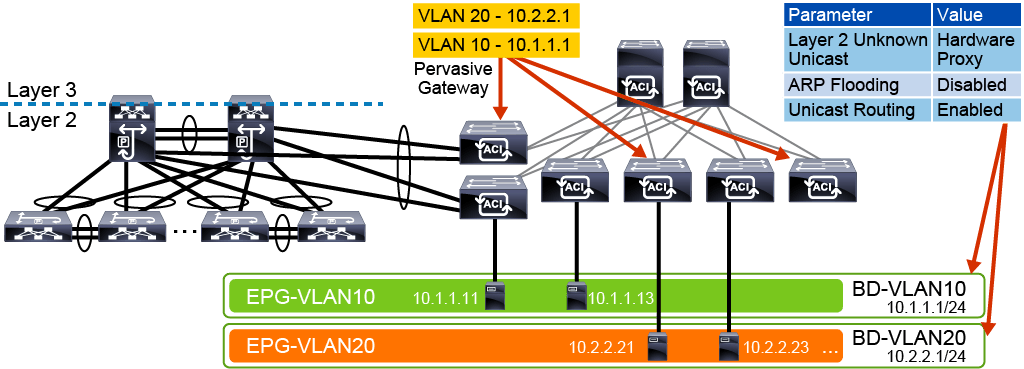 VLAN 20 - 10.2.2.1
VLAN 10 - 10.1.1.1
Pervasive
Gateway
Parameter Value
Layer 2 Unknown Unicast Hardware Proxy
ARP Flooding Disabled
Unicast Routing Enabled
Layer 3
Layer 2
P
P
ACI
ACI
ACI
ACI
ACI
ACI
ACI
ACI
P
P
...
P
P
EPG-VLAN10
10.1.1.11
10.1.1.13
BD-VLAN10
10.1.1.1/24
EPG-VLAN20
10.2.2.21
10.2.2.23
...
BD-VLAN20
10.2.2.1/24